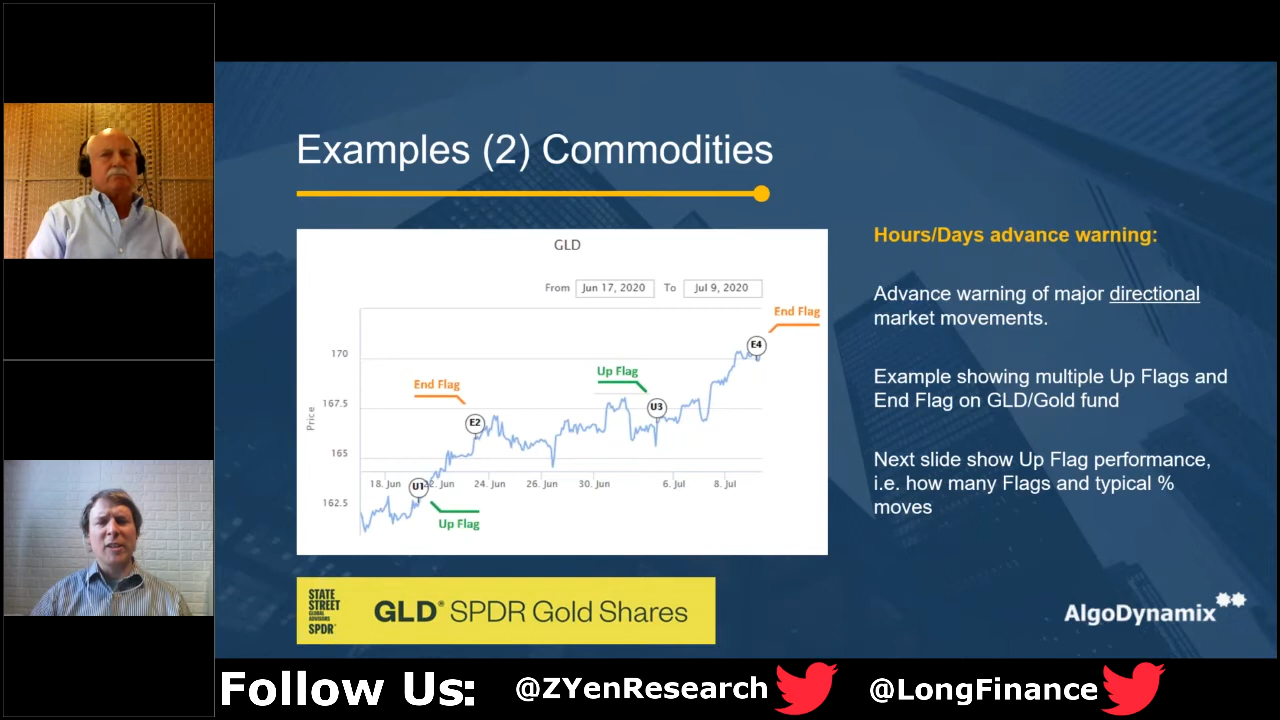 Examples (2) Commodities
GLD
From Jun 17, 2020 To Jul 9, 2020
End Flag
E4
170
Up Flag
End Flag
167.5
U3
E2
Price
165
18. Jun 22. Jun 24. Jun 26. Jun 30. Jun 6. Jul 8. Jul
U1
162.5
Up Flag
Hours/Days advance warning:
Advance warning of major directional
market movements.
Example showing multiple Up Flags and
End Flag on GLD/Gold fund
Next slide show Up Flag performance,
i.e. how many Flags and typical %
moves
STATE
STREET
GLOBAL
ADVISORS
SPDR®
GLD® SPDR Gold Shares
AlgoDynamix
Follow Us: @ZYenResearch @LongFinance